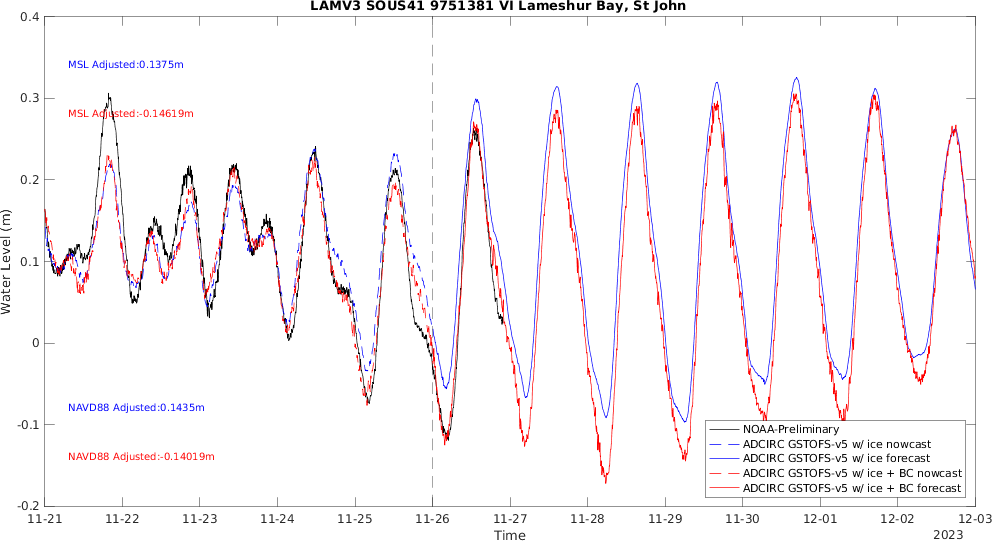 LAMV3 SOUS41 9751381 VI Lameshur Bay, St John
0.4
MSL Adjusted:0.1375m
0.3
MSL Adjusted:-0.14619m
0.2
0.1
Water Level (m)
0
NAVD88 Adjusted:0.1435m
-0.1
NAVD88 Adjusted:-0.14019m
-0.2
NOAA-Preliminary
ADCIRC GSTOFS-v5 w/ ice nowcast
ADCIRC GSTOFS-v5 w/ ice forecast
ADCIRC GSTOFS-v5 w/ ice + BC nowcast
ADCIRC GSTOFS-v5 w/ ice + BC forecast
11-21 11-22 11-23 11-24 11-25 11-26 11-27 11-28 11-29 11-30 12-01 12-02 12-03
Time
2023